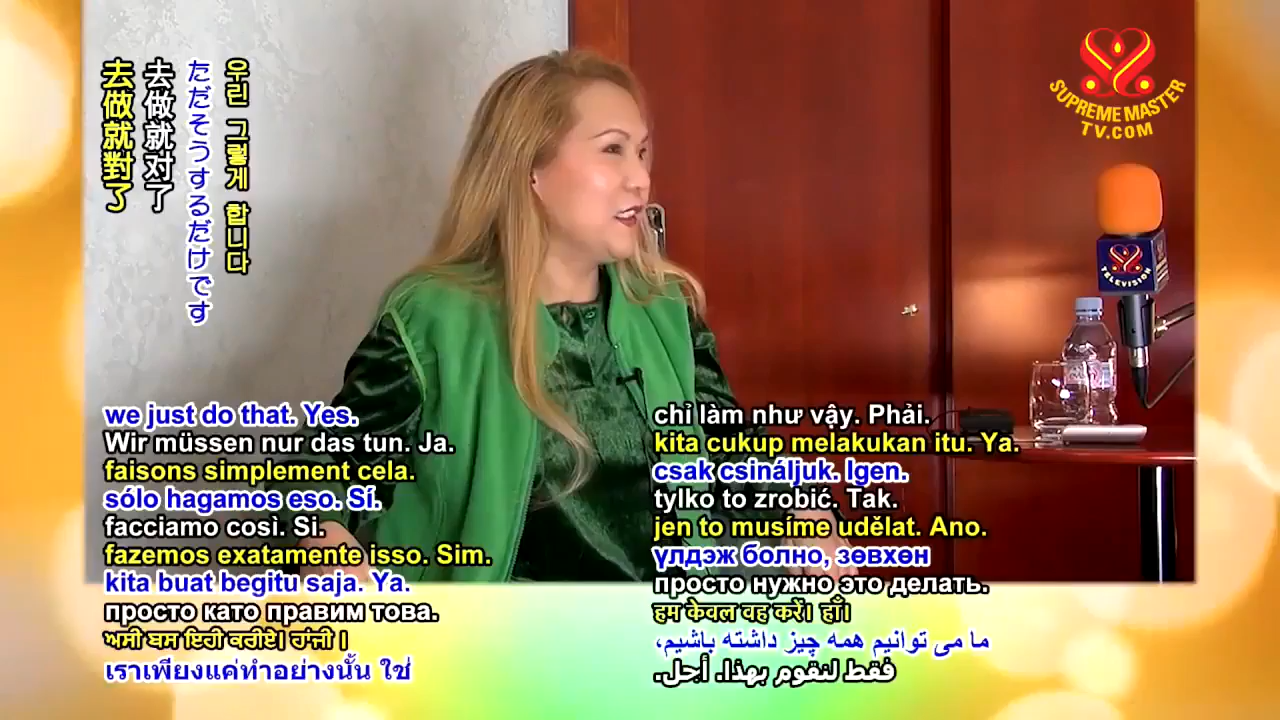 우린 그렇게 합니다
ただそうするだけです
去做就对了
去做就對了
SUPREME MASTER
TV.COM
TELEVISION
we just do that. Yes.
Wir müssen nur das tun. Ja.
faisons simplement cela.
sólo hagamos eso. Sí.
facciamo così. Si.
fazemos exatamente isso. Sim.
kita buat begitu saja. Ya.
просто като правим това.
ਅਸੀ ਬਸ ਇਹੀ ਕਰੀਏ| ਹਾਂਜੀ |
เราเพียงแค่ทำอย่างนั้น ใช่
chỉ làm như vậy. Phải.
kita cukup melakukan itu. Ya.
csak csináljuk. Igen.
tylko to zrobić. Tak.
jen to musíme udělat. Ano.
үлдэж болно, зөвхөн
просто нужно это делать.
हम केवल वह करें। हाँ।
ما می توانیم همه چیز داشته باشیم،
فقط لنقوم بهذا. أجل.